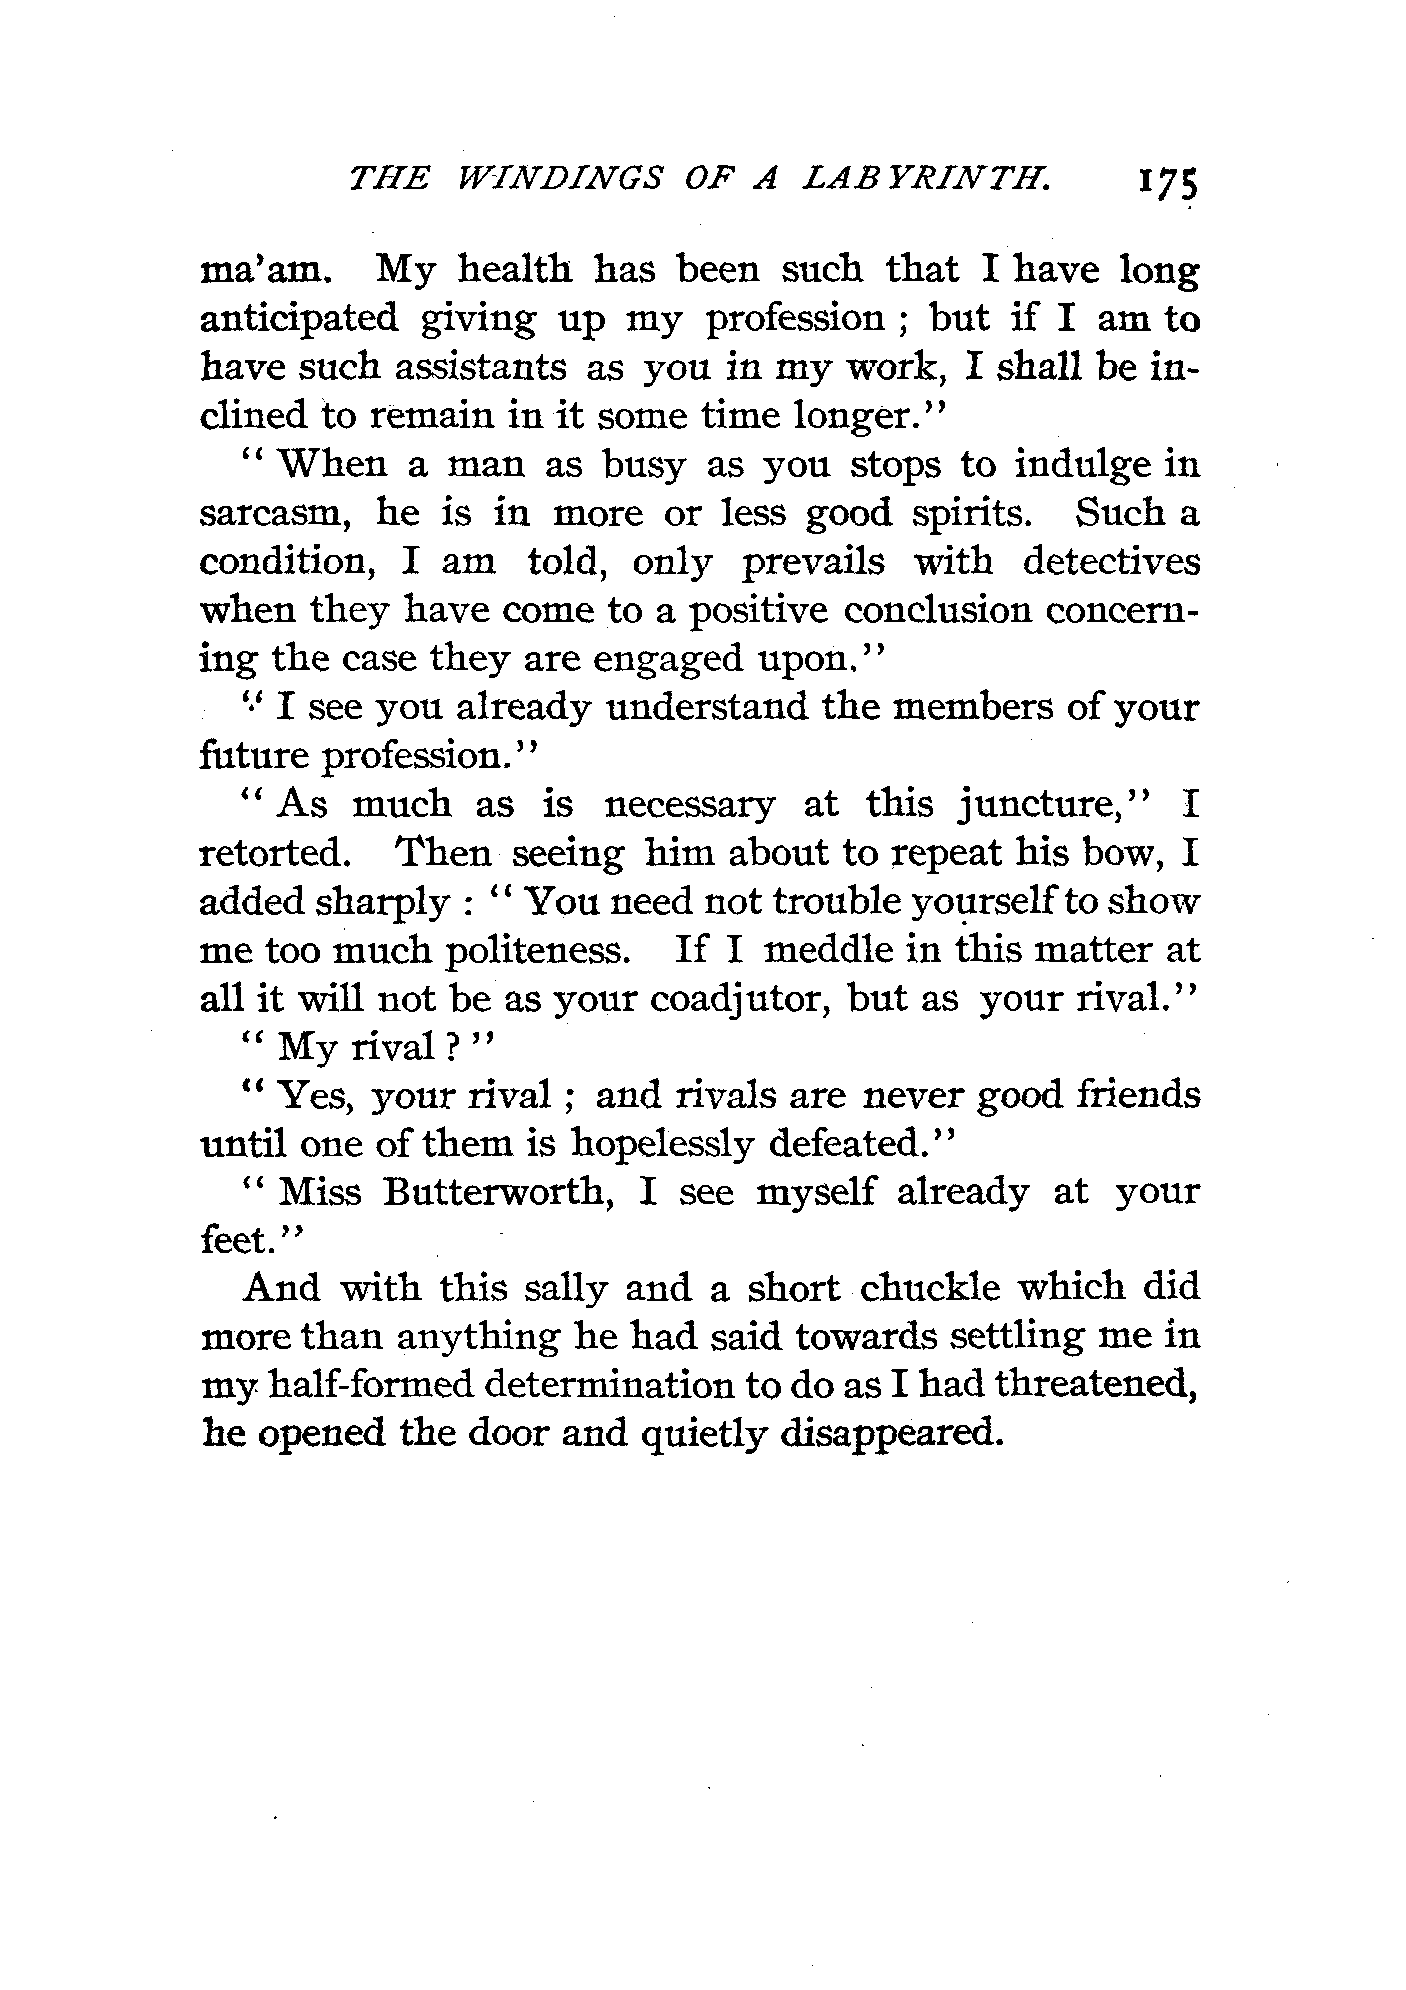 THE WINDINGS OF A LABYRINTH. 175
ma'am. My health has been such that I have long
anticipated giving up my profession ; but if I am to
have such assistants as you in my work, I shall be in-
clined to remain in it some time longer."
" When a man as busy as you stops to indulge in
sarcasm, he is in more or less good spirits. Such a
condition, I am told, only prevails with detectives
when they have come to a positive conclusion concern-
ing the case they are engaged upon."
" I see you already understand the members of your
future profession."
" As much as is necessary at this juncture," I
retorted. Then seeing him about to repeat his bow, I
added sharply : " You need not trouble yourself to show
me too much politeness. If I meddle in this matter at
all it will not be as your coadjutor, but as your rival."
" My rival ? "
" Yes, your rival ; and rivals are never good friends
until one of them is hopelessly defeated."
" Miss Butterworth, I see myself already at your
feet."
And with this sally and a short chuckle which did
more than anything he had said towards settling me in
my half-formed determination to do as I had threatened,
he opened the door and quietly disappeared.